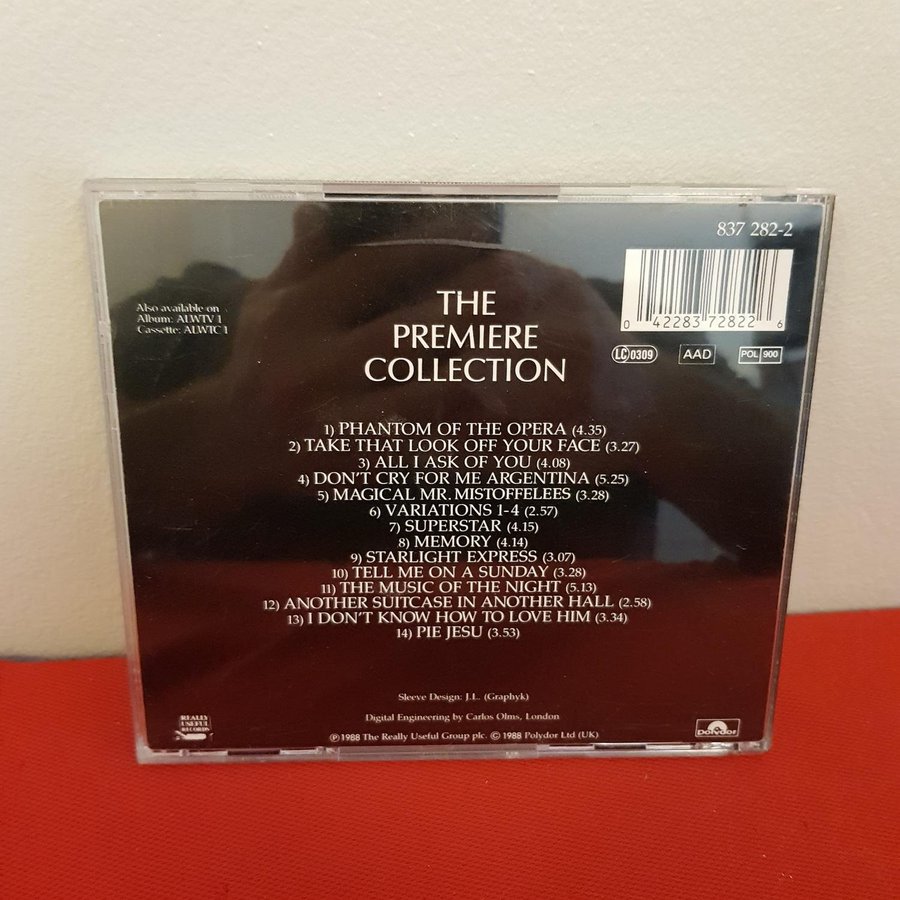 837 282-2
0 42283 72822 6
LC 0309
AAD
POL 900
Also available on
Album: ALWTV 1
Cassette: ALWTC 1
THE
PREMIERE
COLLECTION
1) PHANTOM OF THE OPERA (4.35)
2) TAKE THAT LOOK OFF YOUR FACE (3.27)
3) ALL I ASK OF YOU (4.08)
4) DON'T CRY FOR ME ARGENTINA (5.25)
5) MAGICAL MR. MISTOFFELEES (3.28)
6) VARIATIONS 1-4 (2.57)
7) SUPERSTAR (4.15)
8) MEMORY (4.14)
9) STARLIGHT EXPRESS (3.07)
10) TELL ME ON A SUNDAY (3.28)
11) THE MUSIC OF THE NIGHT (5.13)
12) ANOTHER SUITCASE IN ANOTHER HALL (2.58)
13) I DON'T KNOW HOW TO LOVE HIM (3.34)
14) PIE JESU (3.53)
Sleeve Design: J.L. (Graphyk)
Digital Engineering by Carlos Olms, London
℗ 1988 The Really Useful Group plc. © 1988 Polydor Ltd (UK)
REALLY
USEFUL
RECORDS
Polydor